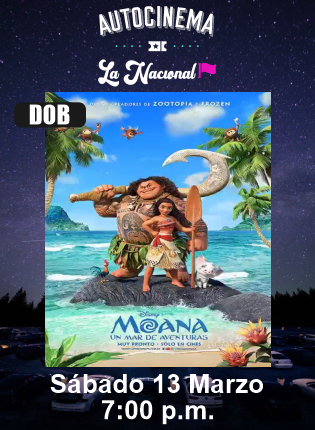 AUTOCINEMA
La Nacional
DOB
DE LOS CREADORES DE ZOOTOPIA Y FROZEN
Disney
MOANA
UN MAR DE AVENTURAS
MUY PRONTO SÓLO EN CINES
Sábado 13 Marzo
7:00 p.m.